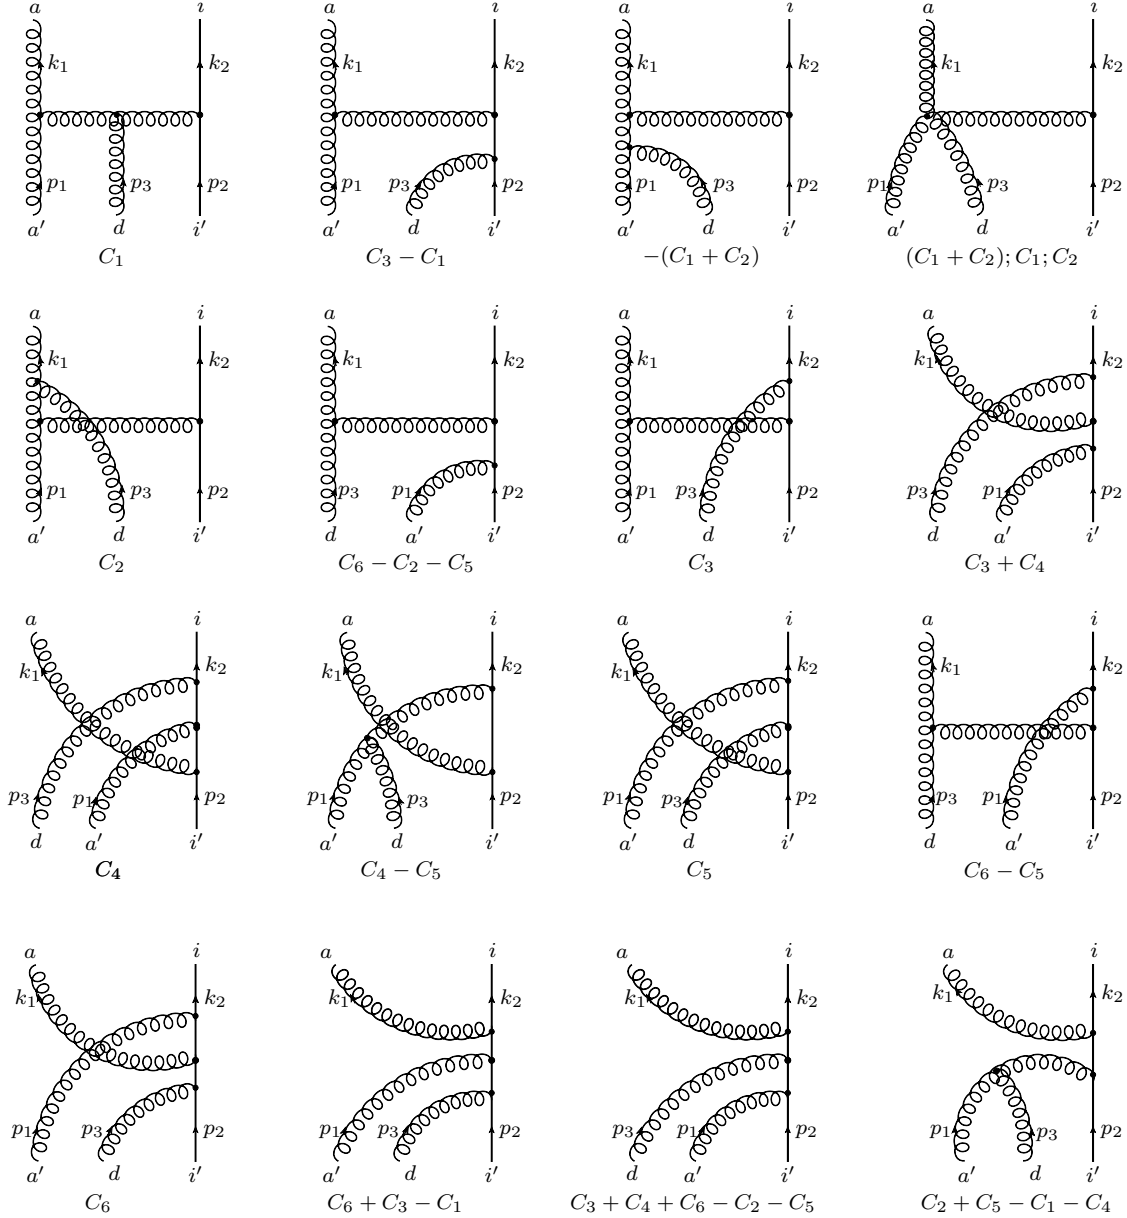 a i a i a i a i
k₁ k₂ k₁ k₂ k₁ k₂ k₁ k₂
p₁ p₃ p₂ p₁ p₃ p₂ p₁ p₃ p₂ p₁ p₃ p₂
a′ d i′ a′ d i′ a′ d i′ a′ d i′
C₁ C₃ − C₁ −(C₁ + C₂) (C₁ + C₂); C₁; C₂
a i a i a i a i
k₁ k₂ k₁ k₂ k₁ k₂ k₁ k₂
p₁ p₃ p₂ p₃ p₁ p₂ p₁ p₃ p₂ p₃ p₁ p₂
a′ d i′ d a′ i′ a′ d i′ d a′ i′
C₂ C₆ − C₂ − C₅ C₃ C₃ + C₄
a i a i a i a i
k₁ k₂ k₁ k₂ k₁ k₂ k₁ k₂
p₃ p₁ p₂ p₁ p₃ p₂ p₁ p₃ p₂ p₃ p₁ p₂
d a′ i′ a′ d i′ a′ d i′ d a′ i′
C₄ C₄ − C₅ C₅ C₆ − C₅
a i a i a i a i
k₁ k₂ k₁ k₂ k₁ k₂ k₁ k₂
p₁ p₃ p₂ p₁ p₃ p₂ p₃ p₁ p₂ p₁ p₃ p₂
a′ d i′ a′ d i′ d a′ i′ a′ d i′
C₆ C₆ + C₃ − C₁ C₃ + C₄ + C₆ − C₂ − C₅ C₂ + C₅ − C₁ − C₄